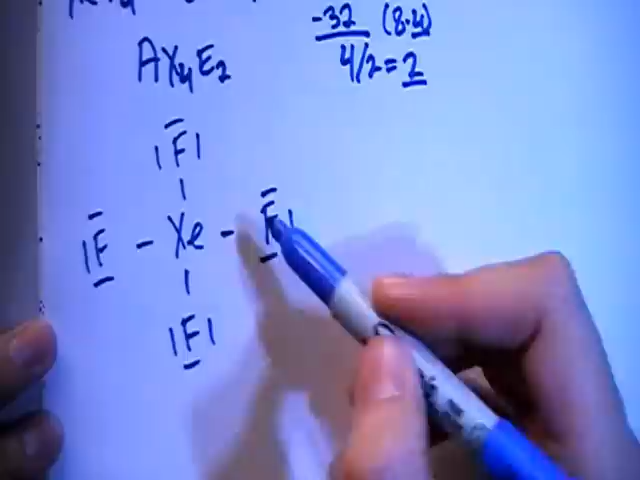 -32 (8·4)
4/2=2
AX4E2
|F|
|F - Xe - F|
|F|